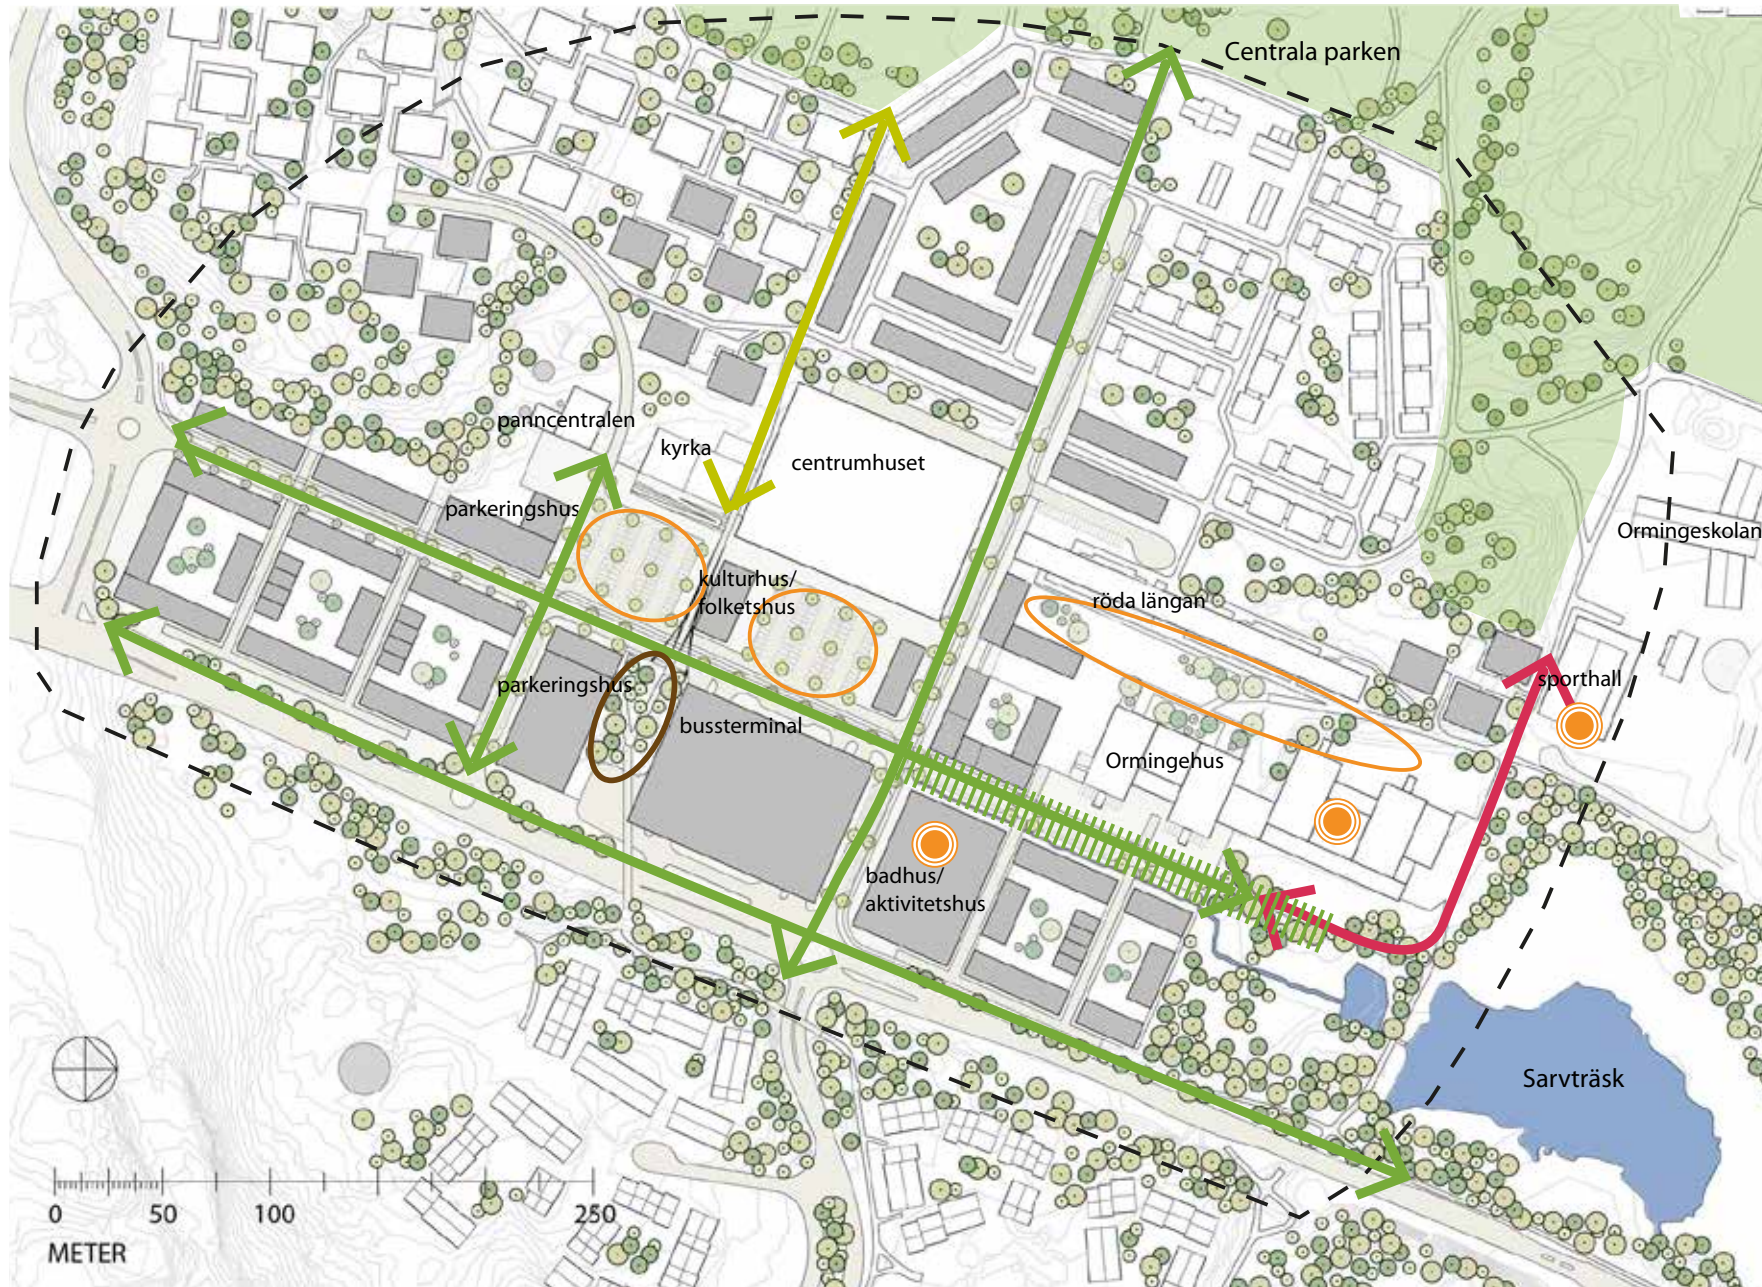 Centrala parken
panncentralen
kyrka
centrumhuset
parkeringshus
Ormingeskolan
kulturhus/
folketshus
röda längan
parkeringshus
bussterminal
sporthall
Ormingehus
badhus/
aktivitetshus
Sarvträsk
0 50 100 250
METER